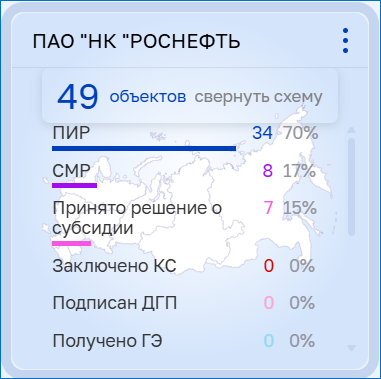 ПАО "НК "РОСНЕФТЬ
49 объектов свернуть схему
ПИР 34 70%
СМР 8 17%
Принято решение о 7 15%
субсидии
Заключено КС 0 0%
Подписан ДГП 0 0%
Получено ГЭ 0 0%